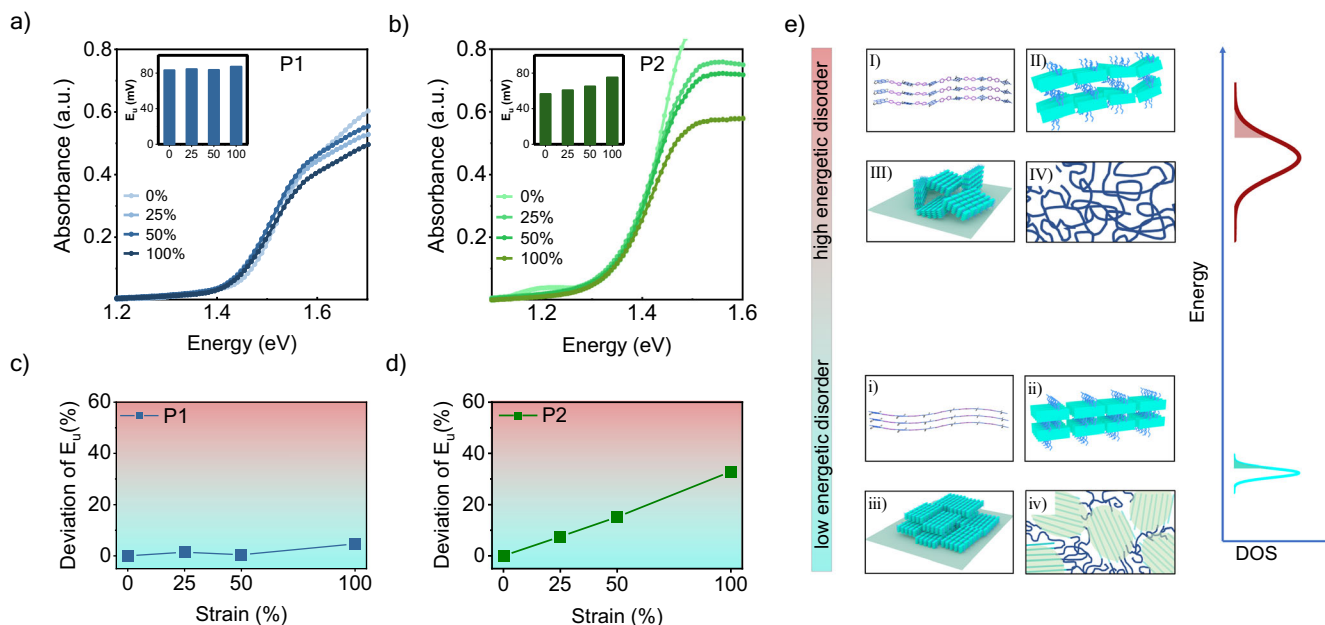 a)
P1
Absorbance (a.u.)
0.8
0.6
0.4
0.2
E_u (mV)
80
40
0
0 25 50 100
0%
25%
50%
100%
1.2 1.4 1.6
Energy (eV)
b)
P2
Absorbance (a.u.)
0.8
0.6
0.4
0.2
E_u (mV)
80
40
0
0 25 50 100
0%
25%
50%
100%
1.2 1.4 1.6
Energy (eV)
c)
P1
Deviation of E_u(%)
60
40
20
0
0 25 50 100
Strain (%)
d)
P2
Deviation of E_u(%)
60
40
20
0
0 25 50 100
Strain (%)
e)
high energetic disorder
low energetic disorder
I)
II)
III)
IV)
i)
ii)
iii)
iv)
Energy
DOS